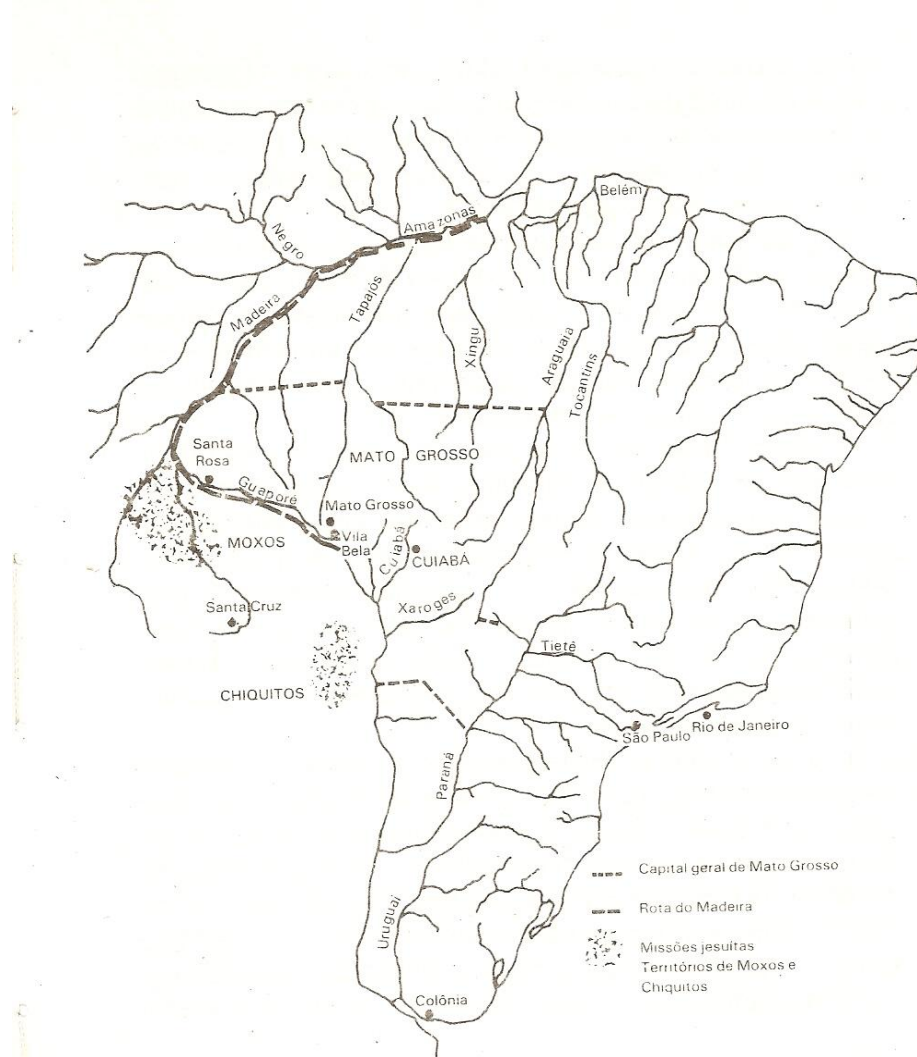 Belém
Amazonas
Negro
Madeira
Tapajós
Xingu
Araguaia
Tocantins
Santa
Rosa
Guaporé
MATO GROSSO
Mato Grosso
Vila
Bela
Cuiabá
CUIABÁ
MOXOS
Santa Cruz
Xaroges
Tietê
CHIQUITOS
São Paulo
Rio de Janeiro
Paraná
Uruguai
Colônia
Capital geral de Mato Grosso
Rota do Madeira
Missões jesuítas
Territórios de Moxos e
Chiquitos